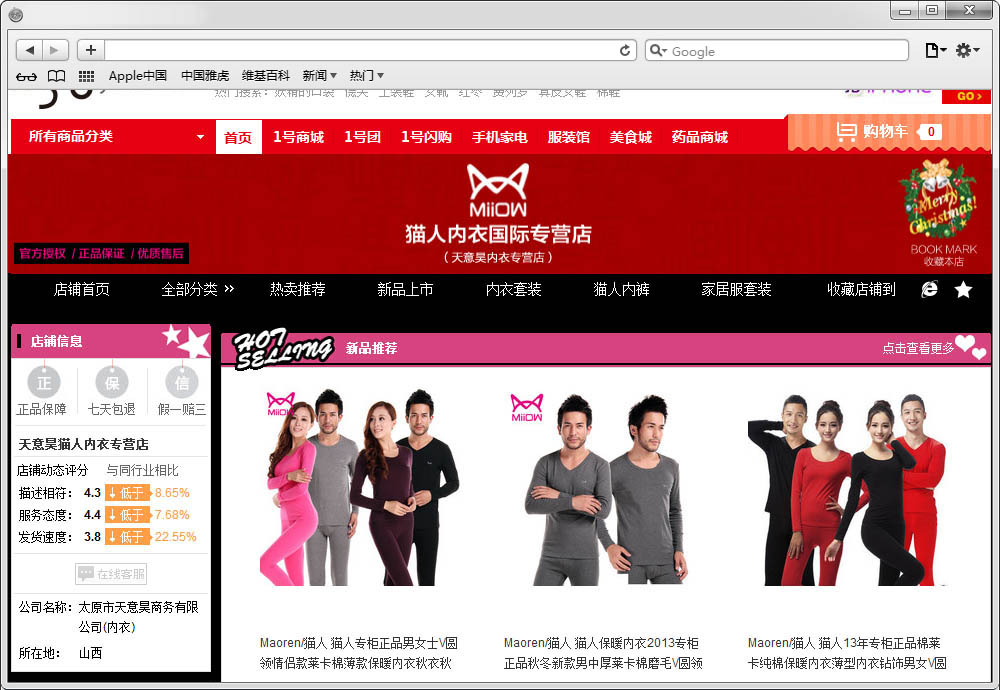 Google
Apple中国 中国雅虎 维基百科 新闻 热门
热门搜索：
GO >
所有商品分类 首页 1号商城 1号团 1号闪购 手机家电 服装馆 美食城 药品商城 购物车 0
MiiOW
猫人内衣国际专营店
（天意昊内衣专营店）
官方授权 / 正品保证 / 优质售后
Merry
Christmas!
BOOK MARK
收藏本店
店铺首页 全部分类 >> 热卖推荐 新品上市 内衣套装 猫人内裤 家居服套装 收藏店铺到
店铺信息
正 保 信
正品保障 七天包退 假一赔三
天意昊猫人内衣专营店
店铺动态评分 与同行业相比
描述相符： 4.3 ↓低于 8.65%
服务态度： 4.4 ↓低于 7.68%
发货速度： 3.8 ↓低于 22.55%
在线客服
公司名称： 太原市天意昊商务有限
公司(内衣)
所在地： 山西
HOT
SELLING 新品推荐 点击查看更多
MiiOW
MiiOW
Maoren/猫人 猫人专柜正品男女士V圆
领情侣款莱卡棉薄款保暖内衣秋衣秋
Maoren/猫人 猫人保暖内衣2013专柜
正品秋冬新款男中厚莱卡棉磨毛V圆领
Maoren/猫人 猫人13年专柜正品棉莱
卡纯棉保暖内衣薄型内衣钻饰男女V圆